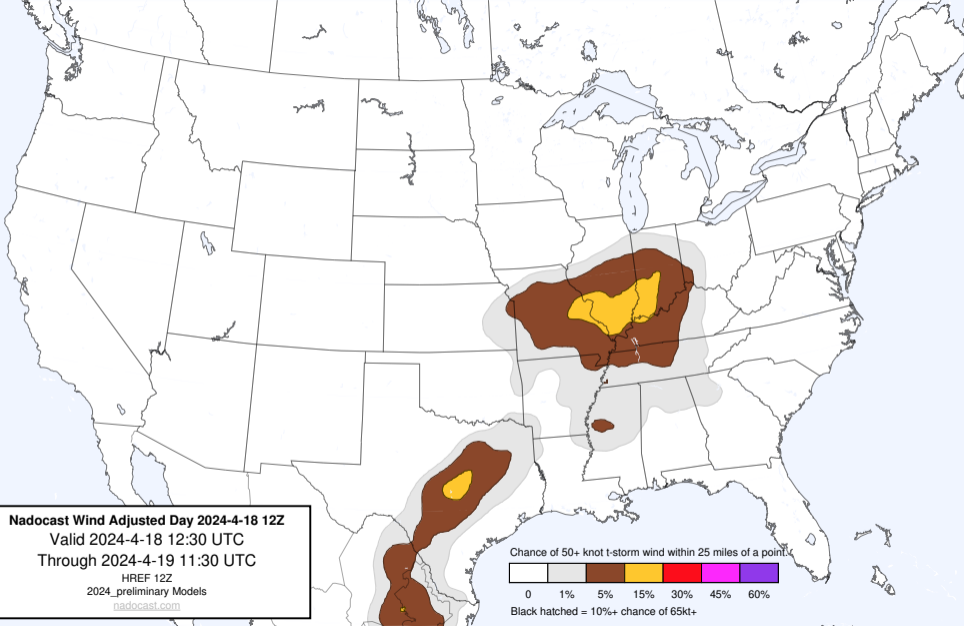 Nadocast Wind Adjusted Day 2024-4-18 12Z
Valid 2024-4-18 12:30 UTC
Through 2024-4-19 11:30 UTC
HREF 12Z
2024_preliminary Models
nadocast.com
Chance of 50+ knot t-storm wind within 25 miles of a point.
0 1% 5% 15% 30% 45% 60%
Black hatched = 10%+ chance of 65kt+